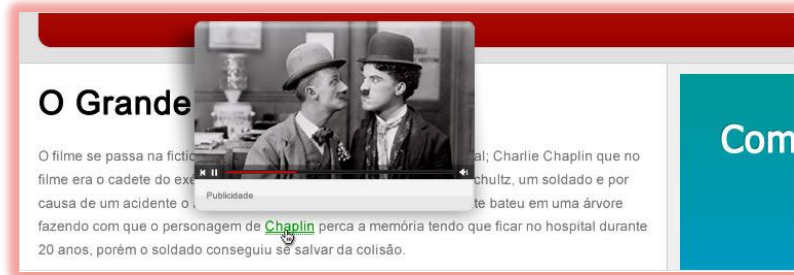 O Grande
Com
O filme se passa na fictíc al; Charlie Chaplin que no
filme era o cadete do exé chultz, um soldado e por
causa de um acidente o te bateu em uma árvore
Publicidade
fazendo com que o personagem de Chaplin perca a memória tendo que ficar no hospital durante
20 anos, porém o soldado conseguiu se salvar da colisão.